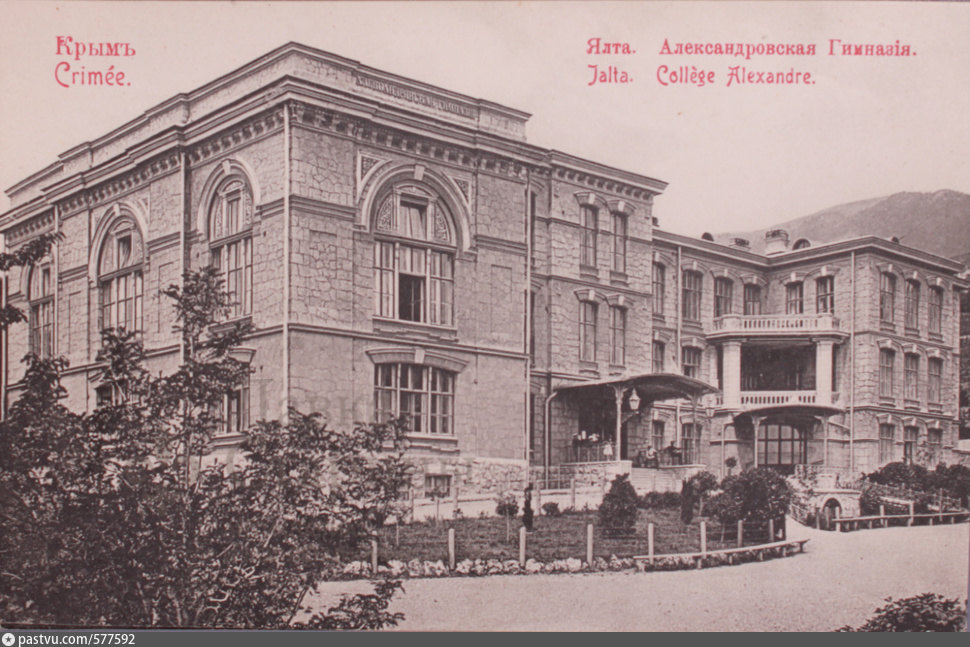 Крымъ
Crimée.
Ялта. Александровская Гимназія.
Jalta. Collège Alexandre.
pastvu.com/577592